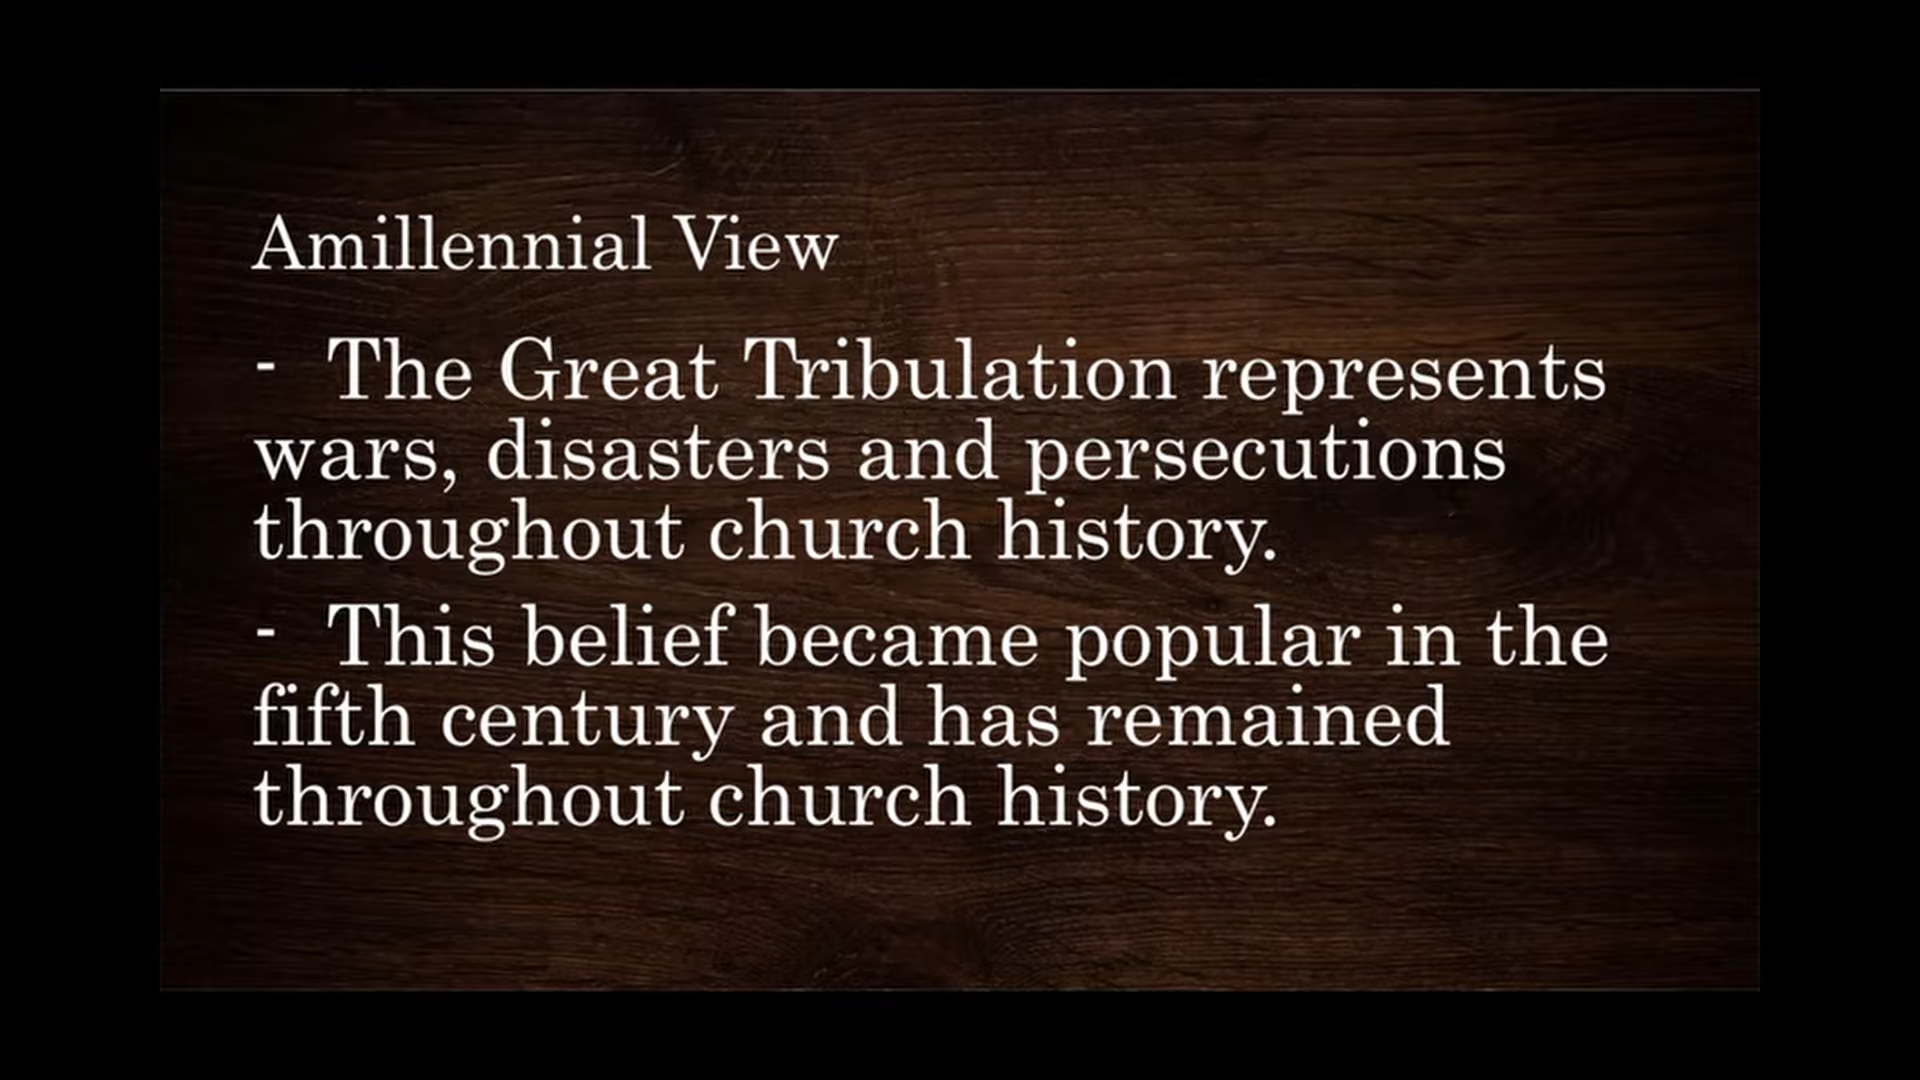 Amillennial View
- The Great Tribulation represents
wars, disasters and persecutions
throughout church history.
- This belief became popular in the
fifth century and has remained
throughout church history.